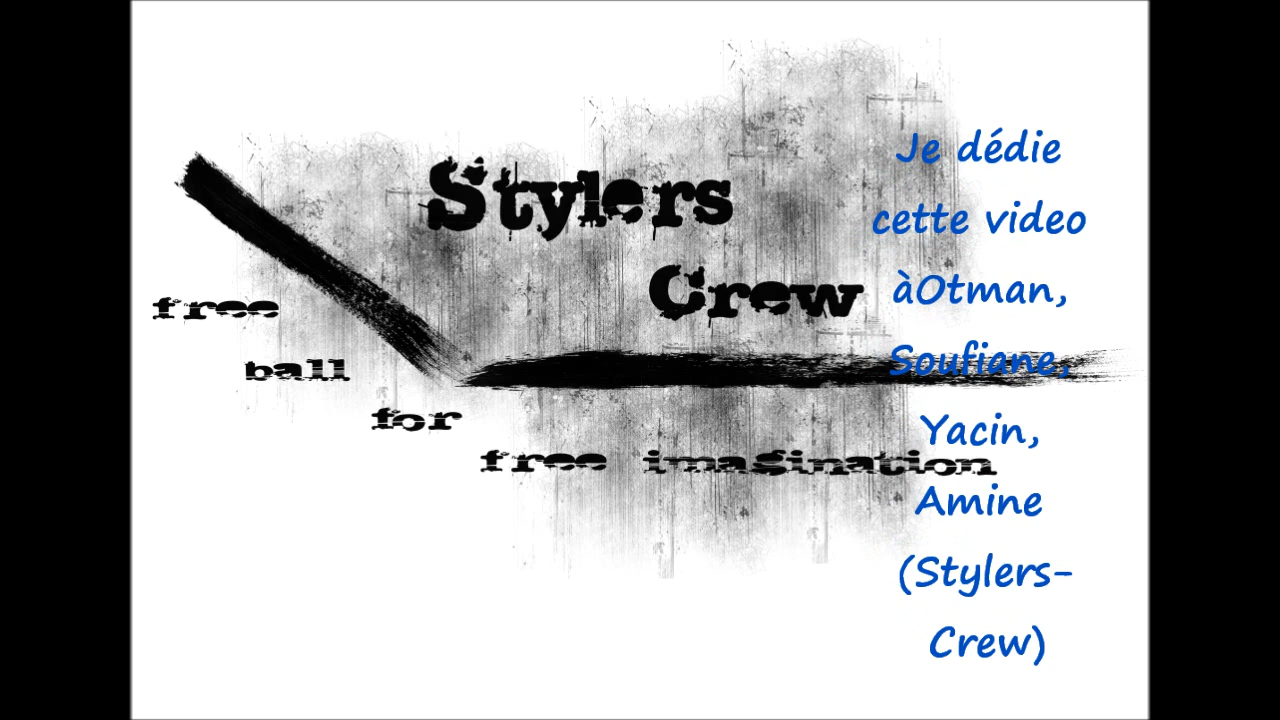 Stylers
Crew
free
ball
for
free imagination
Je dédie
cette video
àOtman,
Soufiane,
Yacin,
Amine
(Stylers-
Crew)